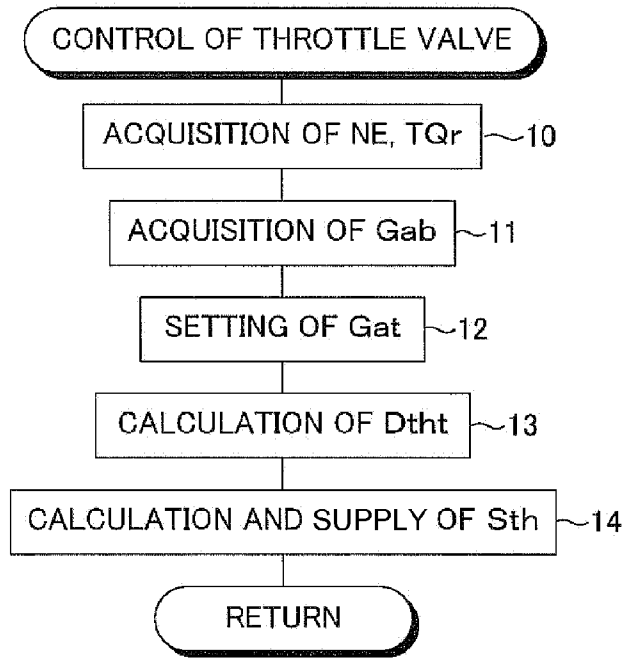 CONTROL OF THROTTLE VALVE
ACQUISITION OF NE, TQr
10
ACQUISITION OF Gab
11
SETTING OF Gat
12
CALCULATION OF Dtht
13
CALCULATION AND SUPPLY OF Sth
14
RETURN